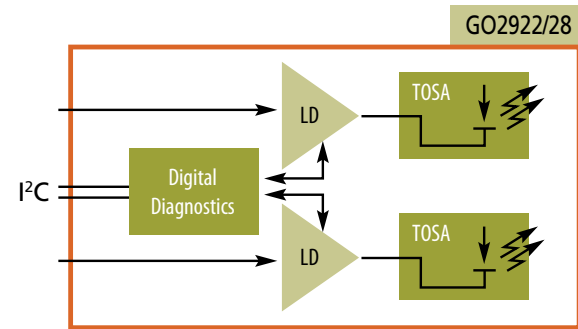 GO2922/28
TOSA
LD
Digital
Diagnostics
I²C
TOSA
LD